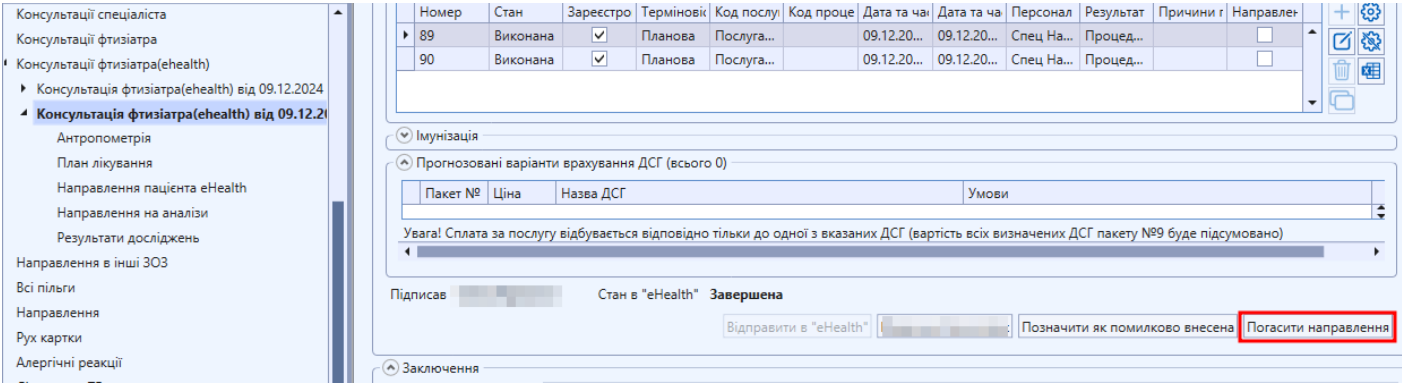 Консультації спеціаліста
Консультації фтизіатра
Консультації фтизіатра(ehealth)
Консультація фтизіатра(ehealth) від 09.12.2024
Консультація фтизіатра(ehealth) від 09.12.2
Антропометрія
План лікування
Направлення пацієнта eHealth
Направлення на аналізи
Результати досліджень
Направлення в інші ЗОЗ
Всі пільги
Направлення
Рух картки
Алергічні реакції
Номер Стан Зареєстро Терміновіс Код послуг Код проце Дата та ча Дата та ча Персонал Результат Причини г Направлен
89 Виконана Планова Послуга... 09.12.20... 09.12.20... Спец На... Процед...
90 Виконана Планова Послуга... 09.12.20... 09.12.20... Спец На... Процед...
Імунізація
Прогнозовані варіанти врахування ДСГ (всього 0)
Пакет № Ціна Назва ДСГ Умови
Увага! Сплата за послугу відбувається відповідно тільки до одної з вказаних ДСГ (вартість всіх визначених ДСГ пакету №9 буде підсумовано)
Підписав Стан в "eHealth" Завершена
Відправити в "eHealth" Позначити як помилково внесена Погасити направлення
Заключення